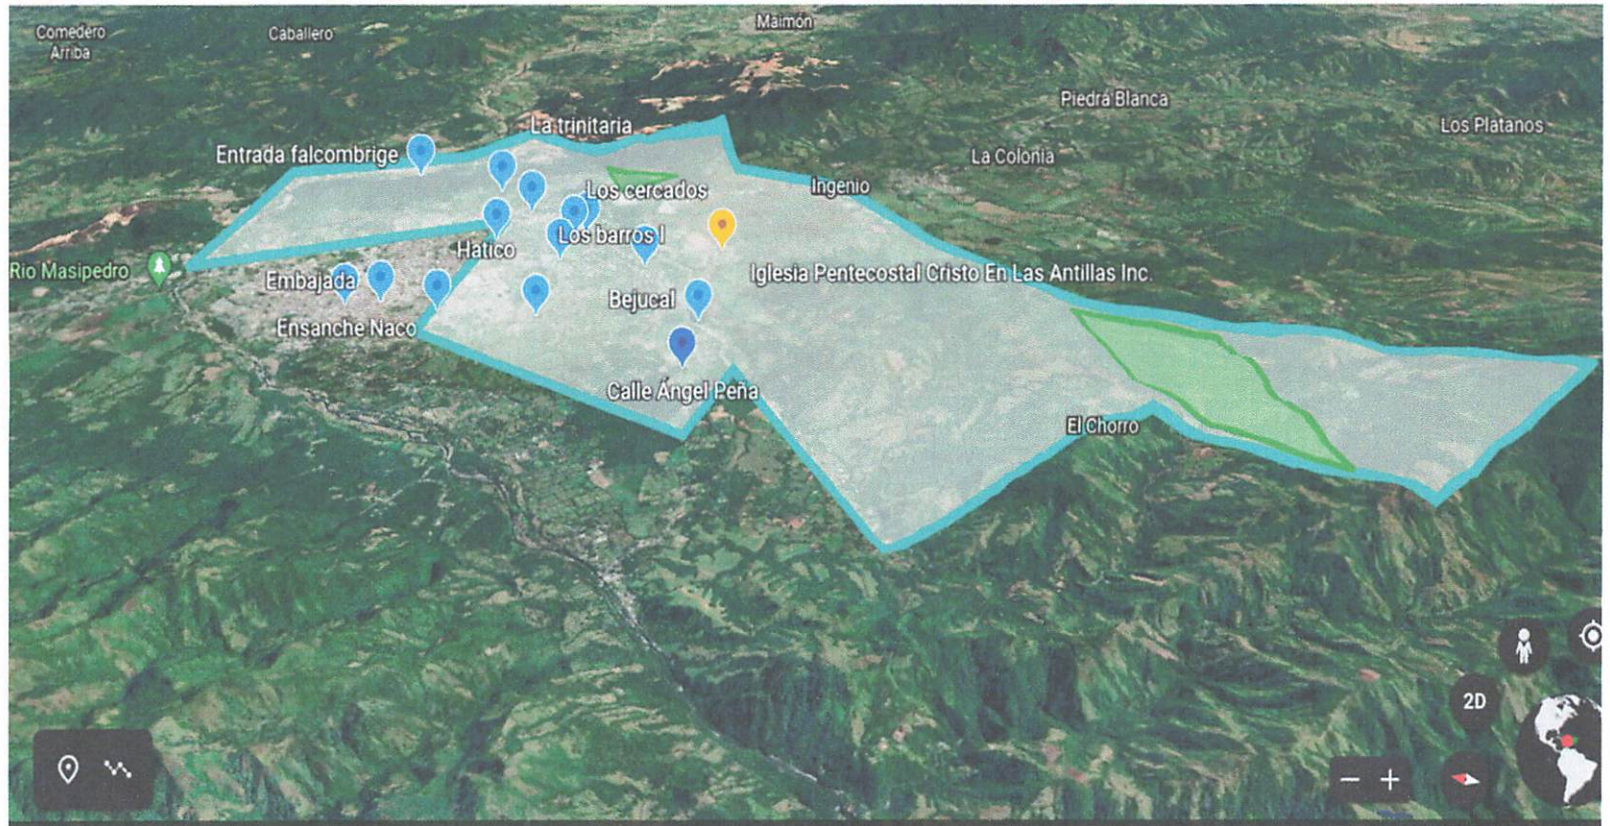 Maimón
Comedero
Arriba
Caballero
Piedra Blanca
La trinitaria
Los Platanos
Entrada falcombrige
La Colonia
Los cercados
Ingenio
Los barros I
Hatico
Rio Masipedro
Embajada
Iglesia Pentecostal Cristo En Las Antillas Inc.
Bejucal
Ensanche Naco
Calle Ángel Peña
El Chorro
2D